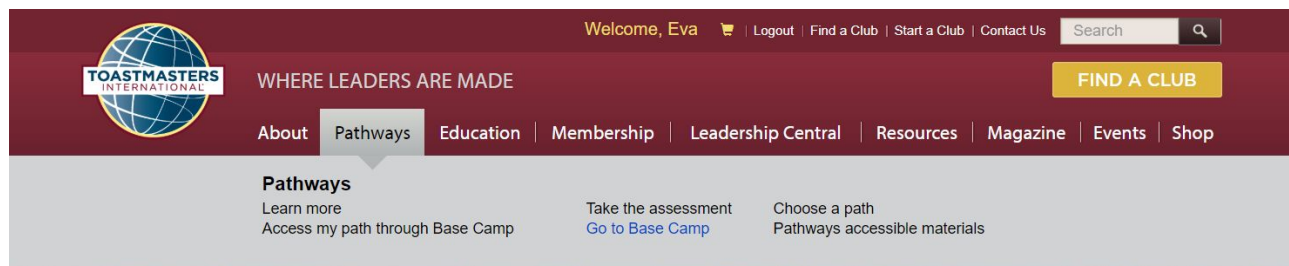 Welcome, Eva | Logout | Find a Club | Start a Club | Contact Us Search
TOASTMASTERS
INTERNATIONAL
WHERE LEADERS ARE MADE
FIND A CLUB
About Pathways Education | Membership | Leadership Central | Resources | Magazine | Events | Shop
Pathways
Learn more Take the assessment Choose a path
Access my path through Base Camp Go to Base Camp Pathways accessible materials